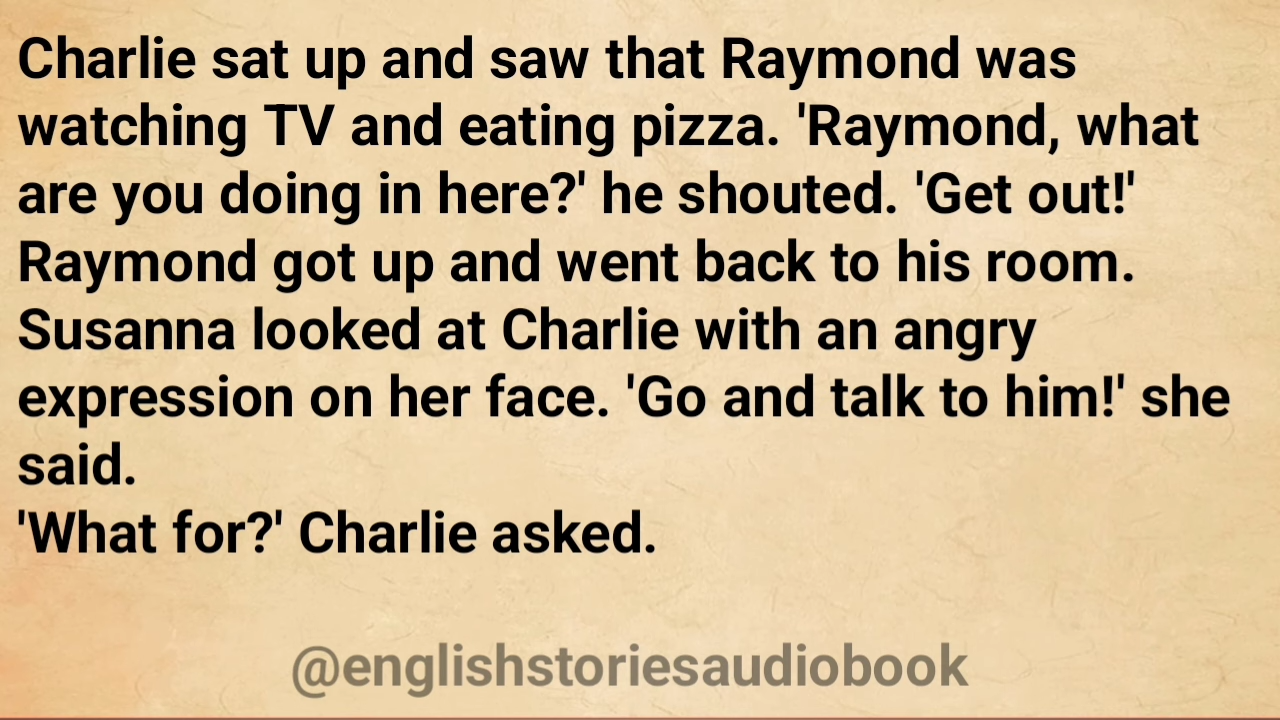 Charlie sat up and saw that Raymond was
watching TV and eating pizza. 'Raymond, what
are you doing in here?' he shouted. 'Get out!'
Raymond got up and went back to his room.
Susanna looked at Charlie with an angry
expression on her face. 'Go and talk to him!' she
said.
'What for?' Charlie asked.
@englishstoriesaudiobook